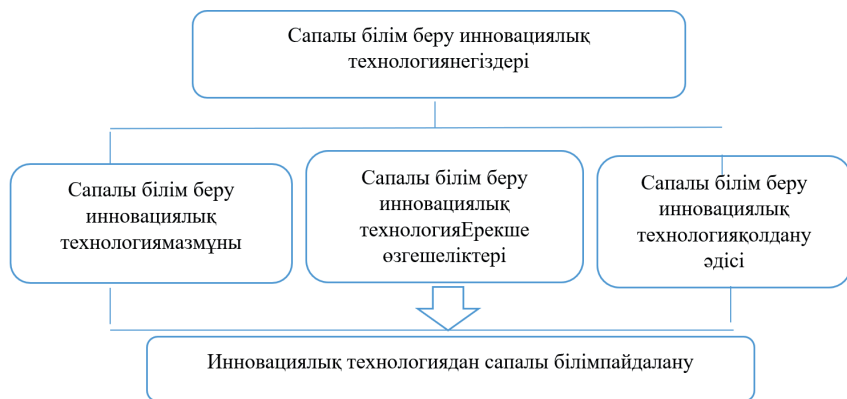 Сапалы білім беру инновациялық
технологиянегіздері
Сапалы білім беру
инновациялық
технологиямазмұны
Сапалы білім беру
инновациялық
технологияЕрекше
өзгешеліктері
Сапалы білім беру
инновациялық
технологияқолдану
әдісі
Инновациялық технологиядан сапалы білімпайдалану